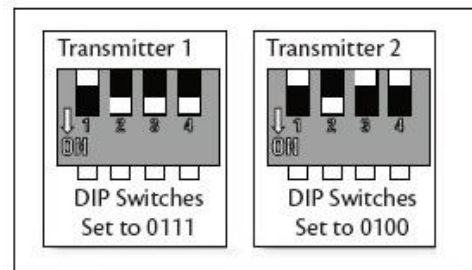 Transmitter 1
1 2 3 4
ON
DIP Switches
Set to 0111
Transmitter 2
1 2 3 4
ON
DIP Switches
Set to 0100